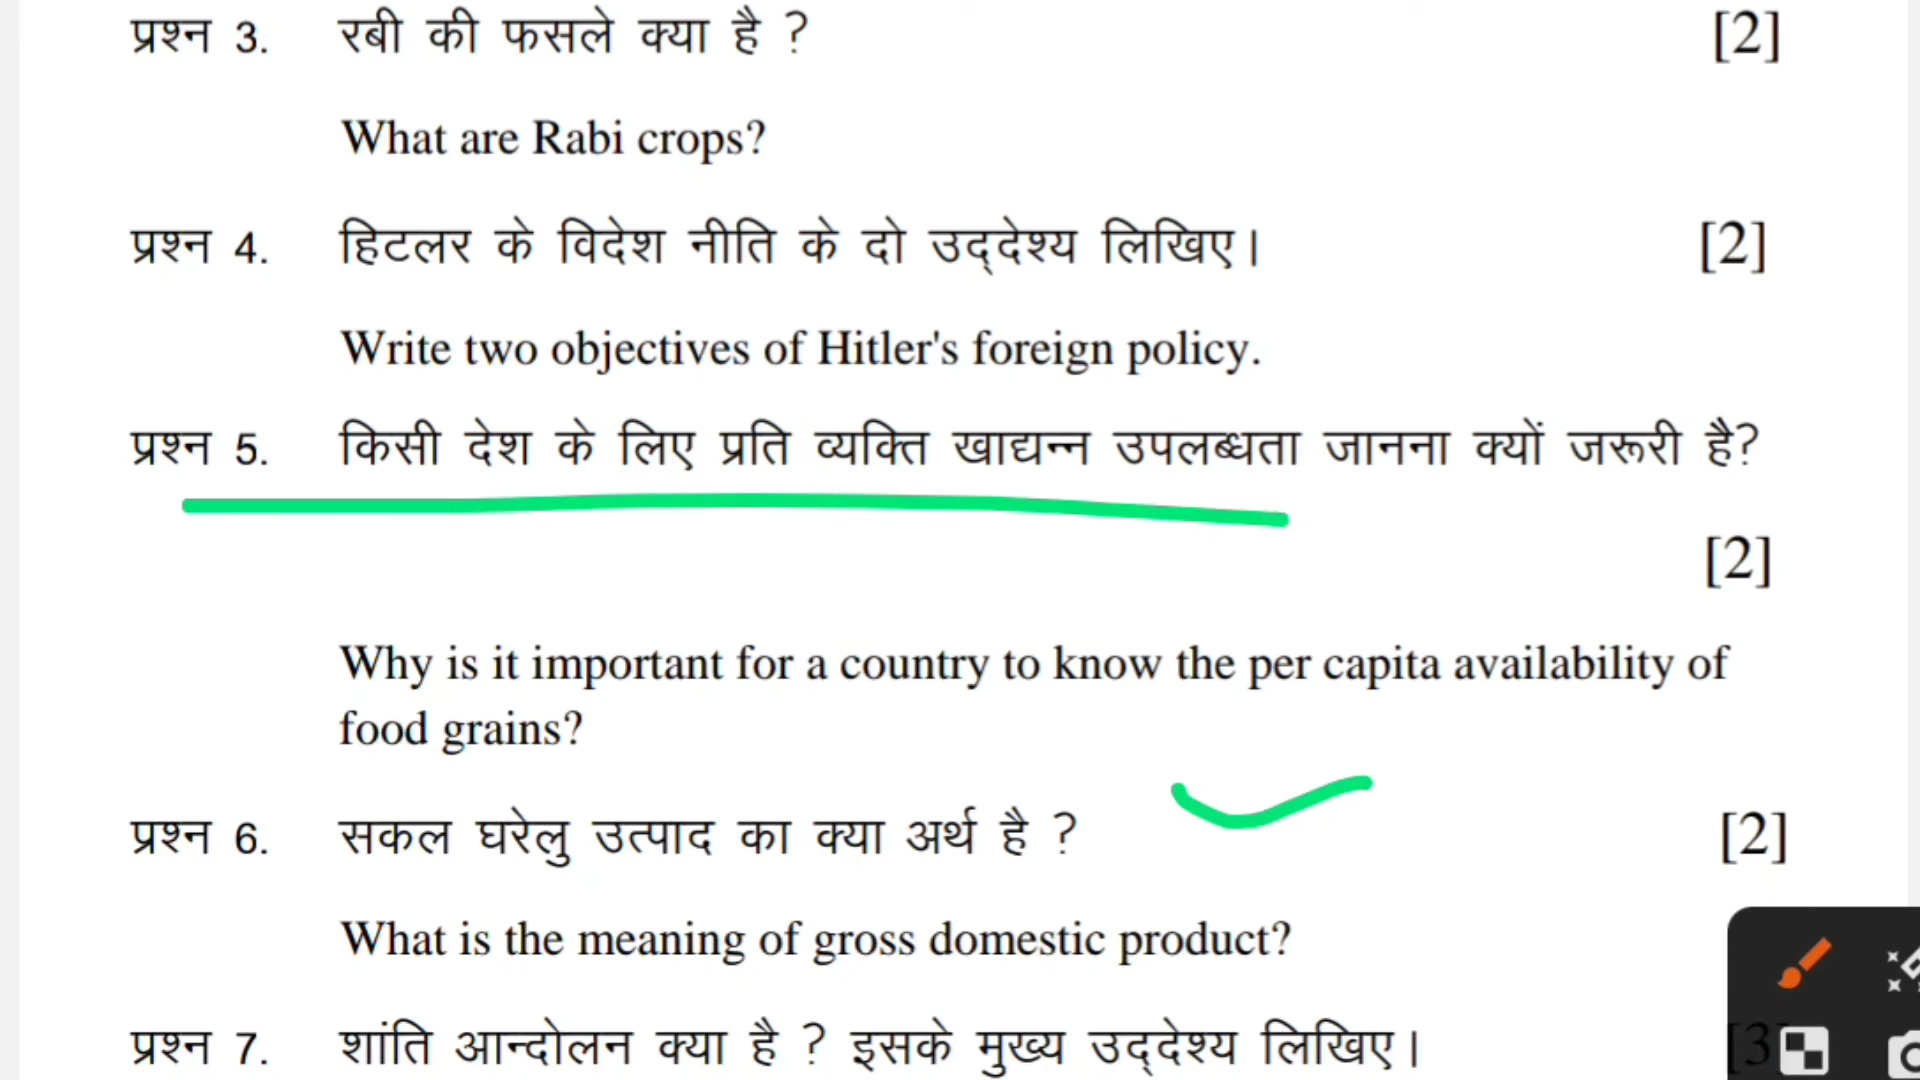 प्रश्न 3. रबी की फसले क्या है ? [2]
What are Rabi crops?
प्रश्न 4. हिटलर के विदेश नीति के दो उद्देश्य लिखिए। [2]
Write two objectives of Hitler's foreign policy.
प्रश्न 5. किसी देश के लिए प्रति व्यक्ति खाद्यन्न उपलब्धता जानना क्यों जरूरी है?
[2]
Why is it important for a country to know the per capita availability of
food grains?
प्रश्न 6. सकल घरेलु उत्पाद का क्या अर्थ है ? [2]
What is the meaning of gross domestic product?
प्रश्न 7. शांति आन्दोलन क्या है ? इसके मुख्य उद्देश्य लिखिए। [3